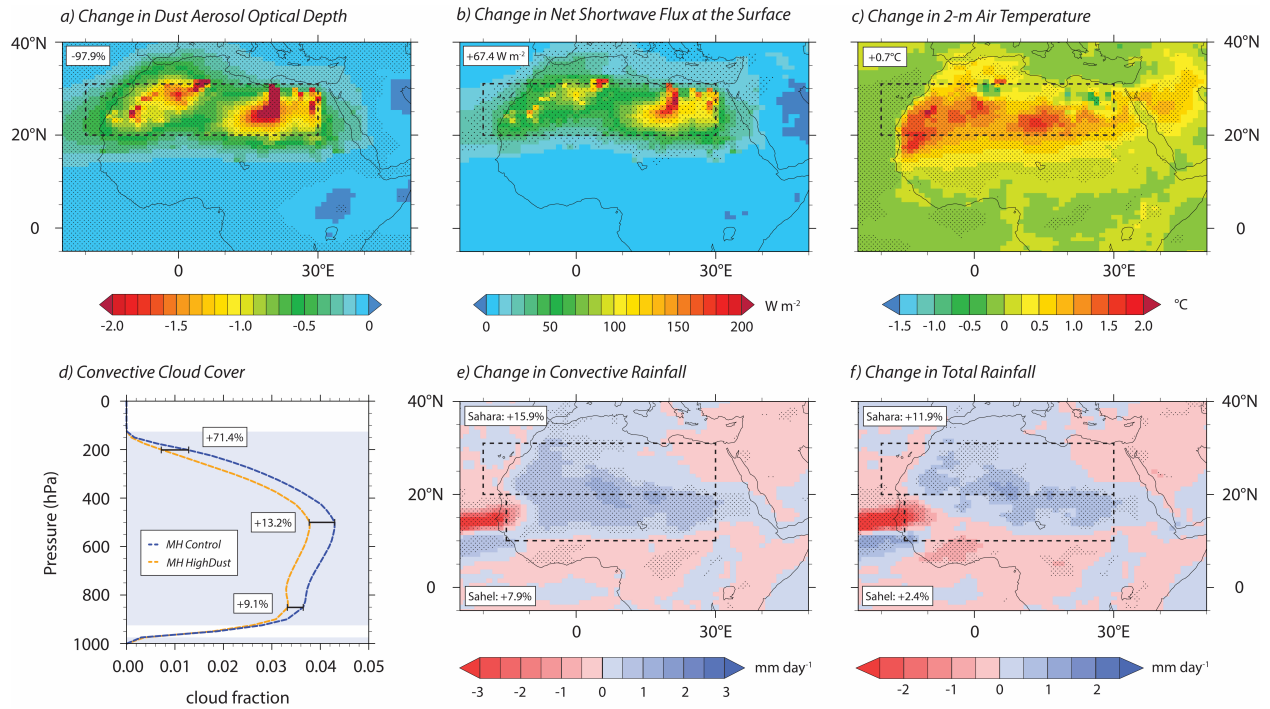 a) Change in Dust Aerosol Optical Depth
b) Change in Net Shortwave Flux at the Surface
c) Change in 2-m Air Temperature
40°N
20°N
0
-97.9%
0
30°E
-2.0
-1.5
-1.0
-0.5
0
+67.4 W m-2
0
30°E
0
50
100
150
200
W m-2
+0.7°C
40°N
20°N
0
0
30°E
-1.5
-1.0
-0.5
0
0.5
1.0
1.5
2.0
°C
d) Convective Cloud Cover
e) Change in Convective Rainfall
f) Change in Total Rainfall
Pressure (hPa)
0
200
400
600
800
1000
+71.4%
+13.2%
+9.1%
MH Control
MH HighDust
0.00
0.01
0.02
0.03
0.04
0.05
cloud fraction
40°N
20°N
0
Sahara: +15.9%
Sahel: +7.9%
0
30°E
-3
-2
-1
0
1
2
3
mm day-1
Sahara: +11.9%
Sahel: +2.4%
40°N
20°N
0
0
30°E
-2
-1
0
1
2
mm day-1